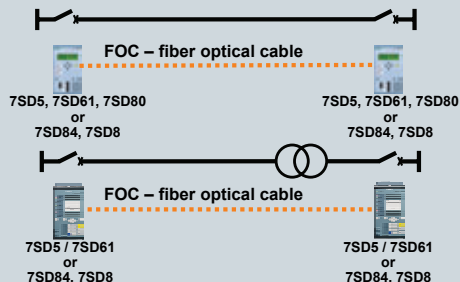 FOC – fiber optical cable
7SD5, 7SD61, 7SD80 7SD5, 7SD61, 7SD80
or or
7SD84, 7SD8 7SD84, 7SD8
FOC – fiber optical cable
7SD5 / 7SD61 7SD5 / 7SD61
or or
7SD84, 7SD8 7SD84, 7SD8